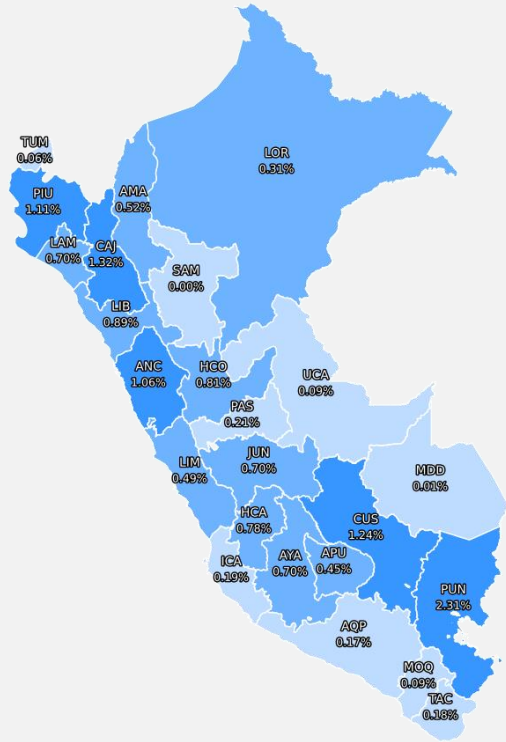 TUM
0.06%
LOR
0.31%
PIU
1.11%
AMA
0.52%
LAM
0.70%
CAJ
1.32%
SAM
0.00%
LIB
0.89%
ANC
1.06%
HCO
0.81%
UCA
0.09%
PAS
0.21%
JUN
0.70%
LIM
0.49%
MDD
0.01%
HCA
0.78%
CUS
1.24%
ICA
0.19%
AYA
0.70%
APU
0.45%
PUN
2.31%
AQP
0.17%
MOQ
0.09%
TAC
0.18%